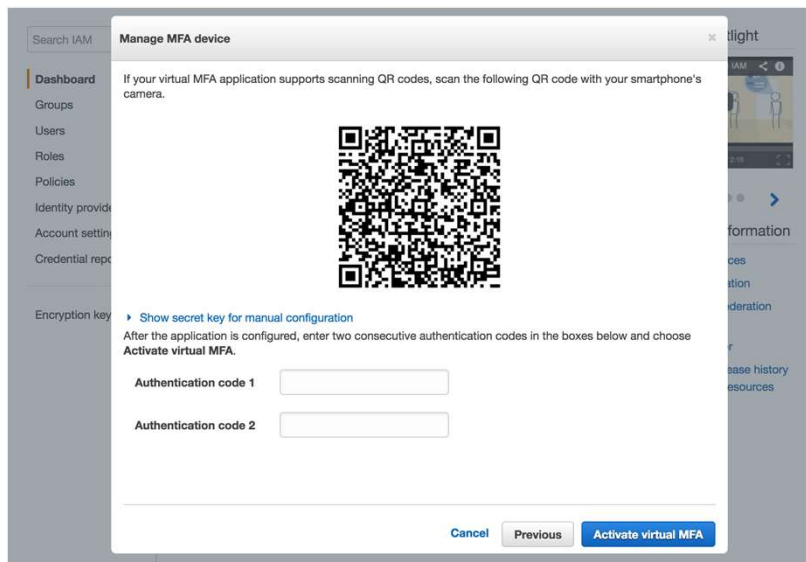 Search IAM
Dashboard
Groups
Users
Roles
Policies
Identity provide
Account setting
Credential repo
Encryption key
Manage MFA device
×
If your virtual MFA application supports scanning QR codes, scan the following QR code with your smartphone's
camera.
Show secret key for manual configuration
After the application is configured, enter two consecutive authentication codes in the boxes below and choose
Activate virtual MFA.
Authentication code 1
Authentication code 2
Cancel Previous Activate virtual MFA
tlight
IAM
2:15
formation
ces
ation
deration
r
ease history
esources